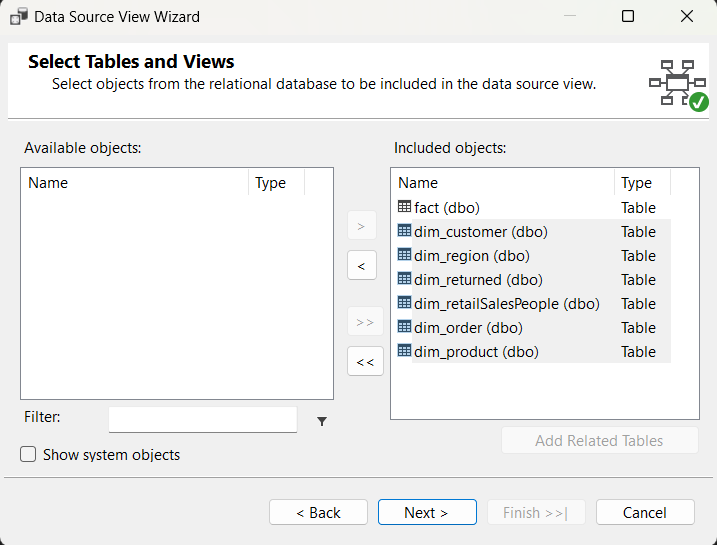 Data Source View Wizard
Select Tables and Views
Select objects from the relational database to be included in the data source view.
Available objects:
Name Type
Included objects:
Name Type
fact (dbo) Table
dim_customer (dbo) Table
dim_region (dbo) Table
dim_returned (dbo) Table
dim_retailSalesPeople (dbo) Table
dim_order (dbo) Table
dim_product (dbo) Table
>
<
>>
<<
Filter:
Show system objects
Add Related Tables
< Back Next > Finish >>| Cancel